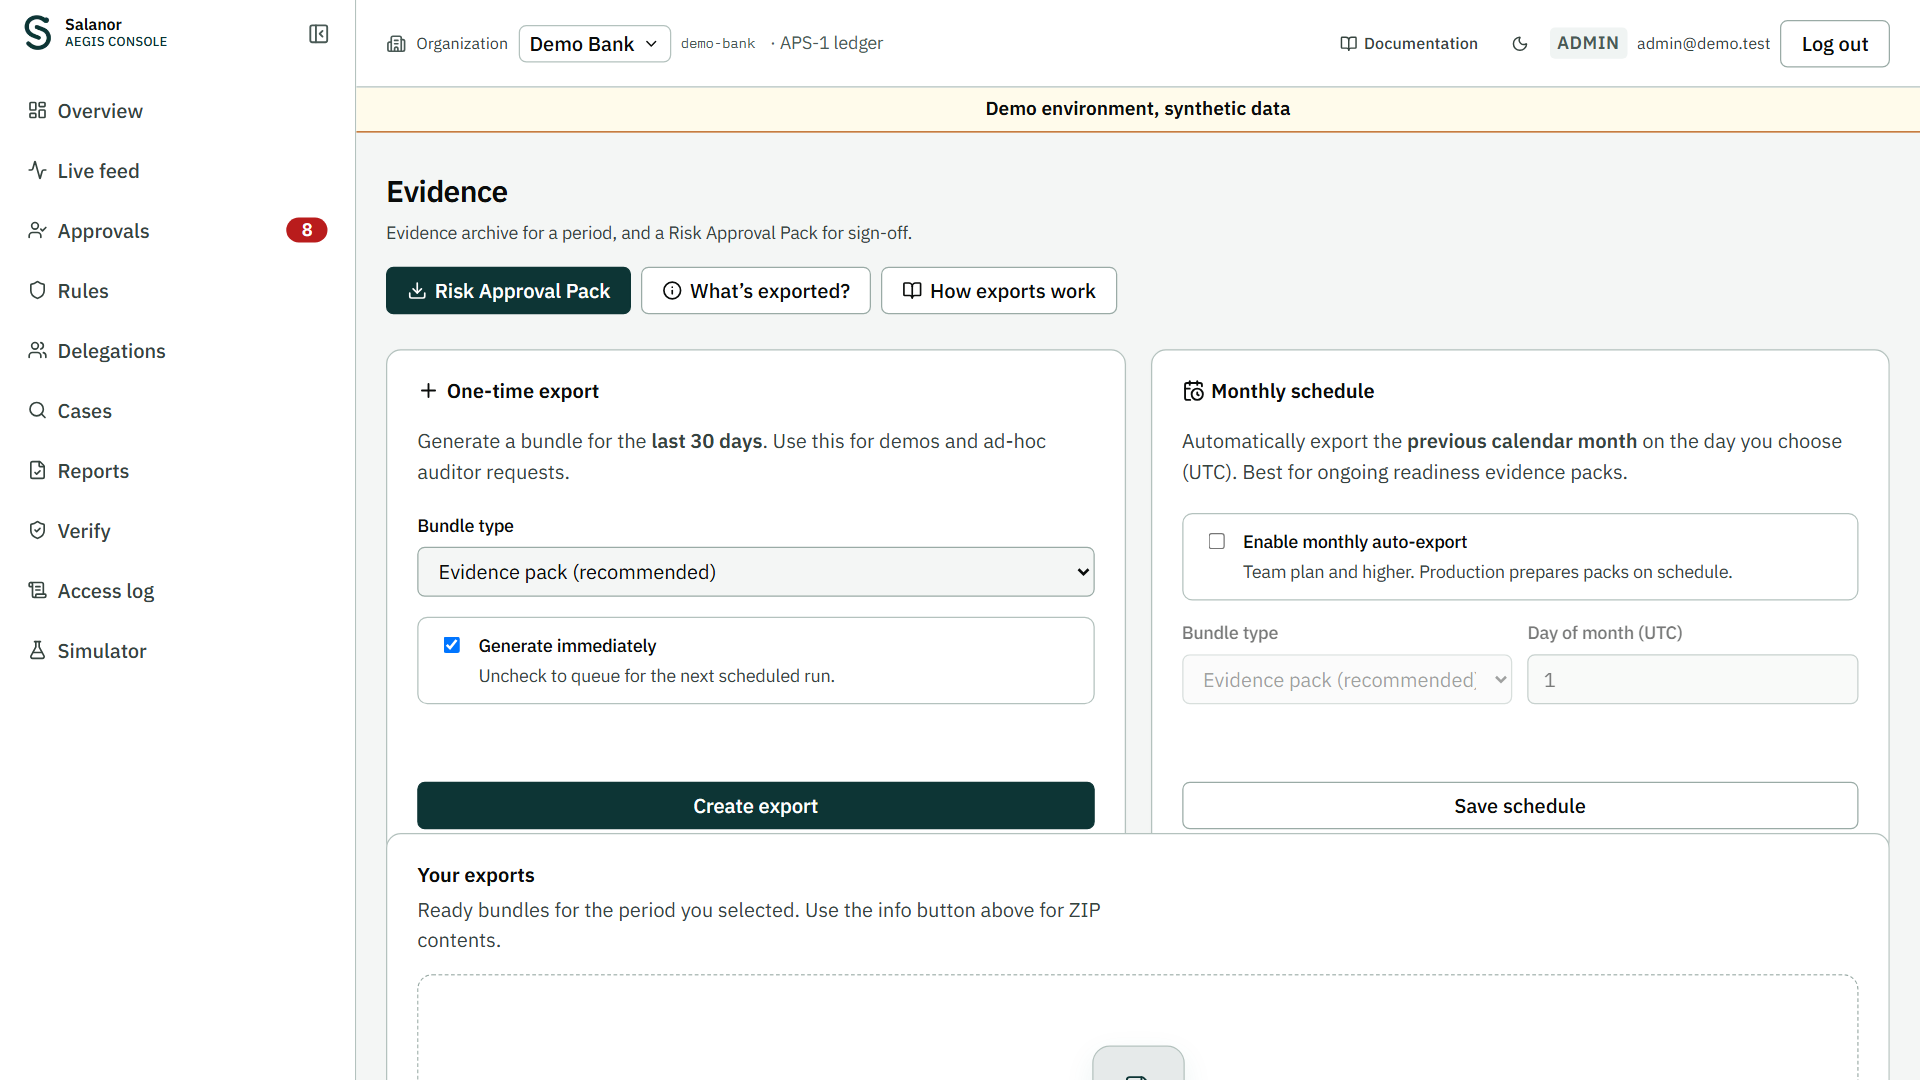 Salanor
AEGIS CONSOLE
Overview
Live feed
Approvals 8
Rules
Delegations
Cases
Reports
Verify
Access log
Simulator
Organization Demo Bank demo-bank · APS-1 ledger Documentation ADMIN admin@demo.test Log out
Demo environment, synthetic data
Evidence
Evidence archive for a period, and a Risk Approval Pack for sign-off.
Risk Approval Pack What’s exported? How exports work
One-time export
Generate a bundle for the last 30 days. Use this for demos and ad-hoc
auditor requests.
Bundle type
Evidence pack (recommended)
Generate immediately
Uncheck to queue for the next scheduled run.
Create export
Monthly schedule
Automatically export the previous calendar month on the day you choose
(UTC). Best for ongoing readiness evidence packs.
Enable monthly auto-export
Team plan and higher. Production prepares packs on schedule.
Bundle type Day of month (UTC)
Evidence pack (recommended) 1
Save schedule
Your exports
Ready bundles for the period you selected. Use the info button above for ZIP
contents.